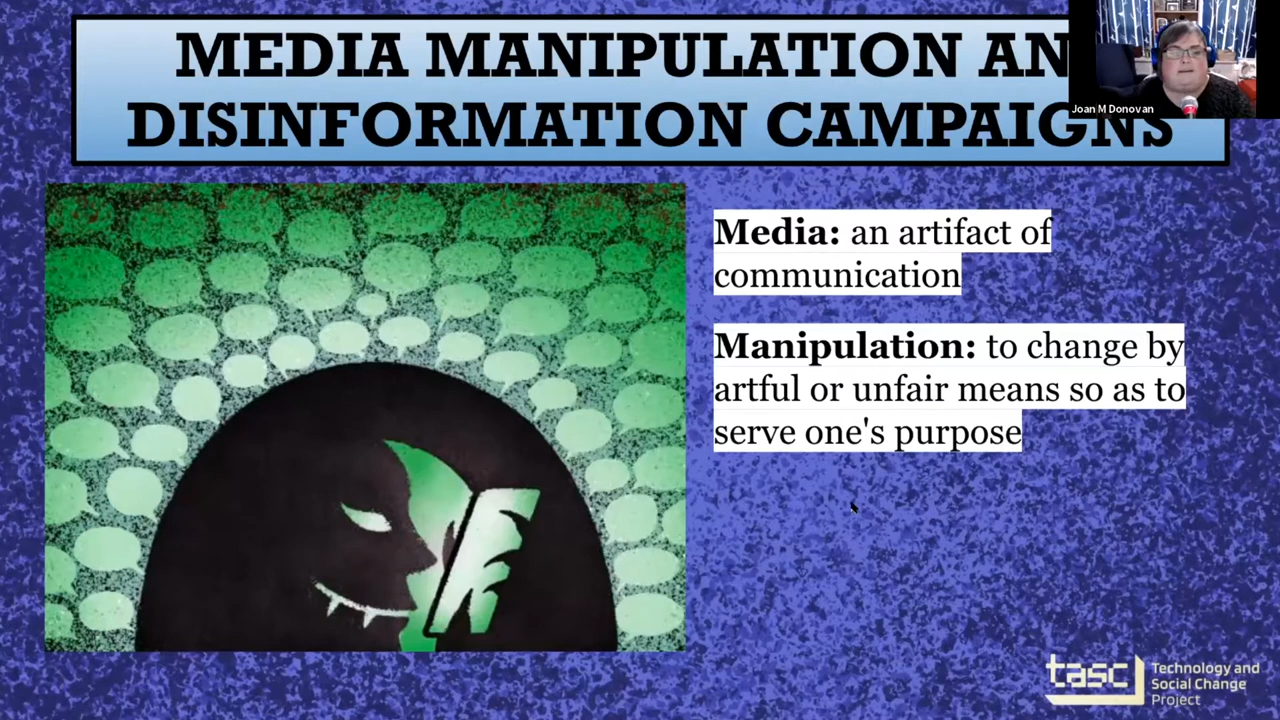 MEDIA MANIPULATION AN
DISINFORMATION CAMPAIGNS
Joan M Donovan
Media: an artifact of
communication
Manipulation: to change by
artful or unfair means so as to
serve one's purpose
tasc
Technology and
Social Change
Project